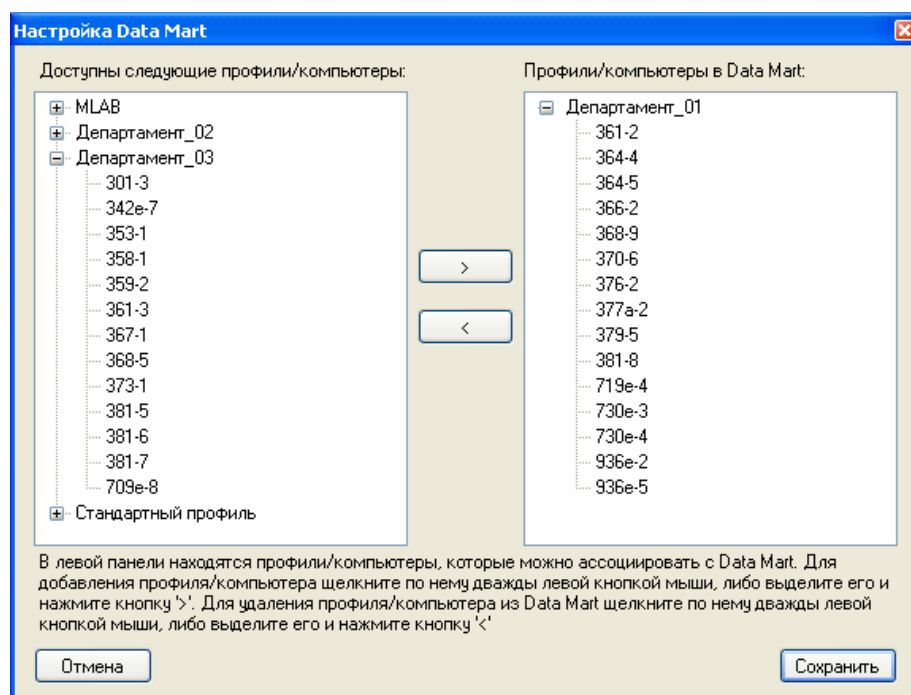 Настройка Data Mart
Доступны следующие профили/компьютеры:
MLAB
Департамент_02
Департамент_03
301-3
342e-7
353-1
358-1
359-2
361-3
367-1
368-5
373-1
381-5
381-6
381-7
709e-8
Стандартный профиль
>
<
Профили/компьютеры в Data Mart:
Департамент_01
361-2
364-4
364-5
366-2
368-9
370-6
376-2
377a-2
379-5
381-8
719e-4
730e-3
730e-4
936e-2
936e-5
В левой панели находятся профили/компьютеры, которые можно ассоциировать с Data Mart. Для
добавления профиля/компьютера щелкните по нему дважды левой кнопкой мыши, либо выделите его и
нажмите кнопку '>'. Для удаления профиля/компьютера из Data Mart щелкните по нему дважды левой
кнопкой мыши, либо выделите его и нажмите кнопку '<'
Отмена
Сохранить